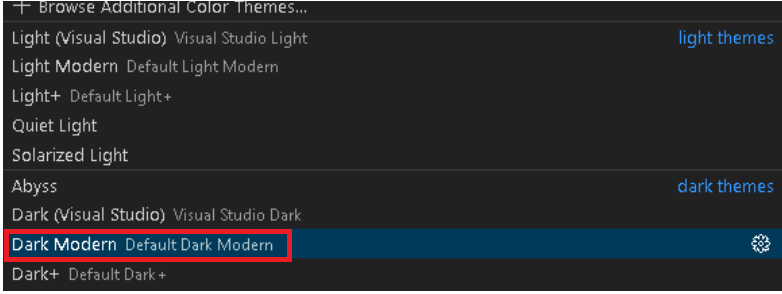 + Browse Additional Color Themes...
Light (Visual Studio) Visual Studio Light light themes
Light Modern Default Light Modern
Light+ Default Light+
Quiet Light
Solarized Light
Abyss dark themes
Dark (Visual Studio) Visual Studio Dark
Dark Modern Default Dark Modern
Dark+ Default Dark+